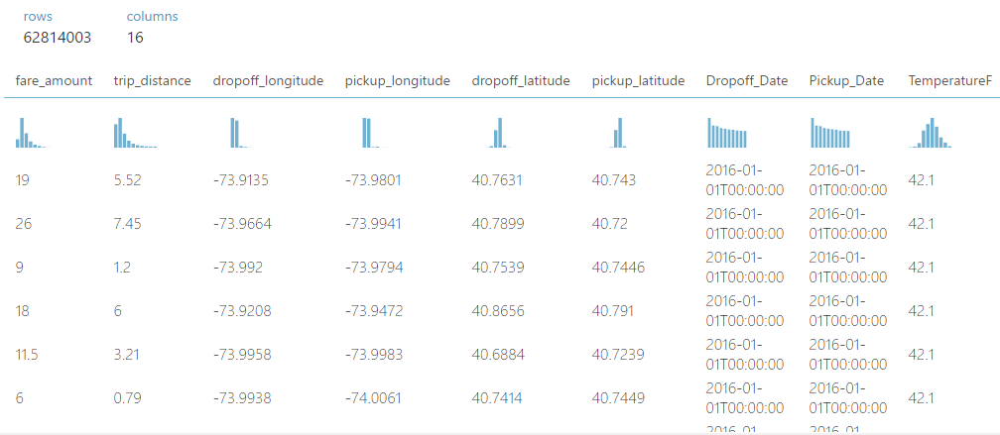 rows columns
62814003 16
fare_amount trip_distance dropoff_longitude pickup_longitude dropoff_latitude pickup_latitude Dropoff_Date Pickup_Date TemperatureF
19 5.52 -73.9135 -73.9801 40.7631 40.743 2016-01- 2016-01- 42.1
01T00:00:00 01T00:00:00
26 7.45 -73.9664 -73.9941 40.7899 40.72 2016-01- 2016-01- 42.1
01T00:00:00 01T00:00:00
9 1.2 -73.992 -73.9794 40.7539 40.7446 2016-01- 2016-01- 42.1
01T00:00:00 01T00:00:00
18 6 -73.9208 -73.9472 40.8656 40.791 2016-01- 2016-01- 42.1
01T00:00:00 01T00:00:00
11.5 3.21 -73.9958 -73.9983 40.6884 40.7239 2016-01- 2016-01- 42.1
01T00:00:00 01T00:00:00
6 0.79 -73.9938 -74.0061 40.7414 40.7449 2016-01- 2016-01- 42.1
01T00:00:00 01T00:00:00
2016-01- 2016-01-